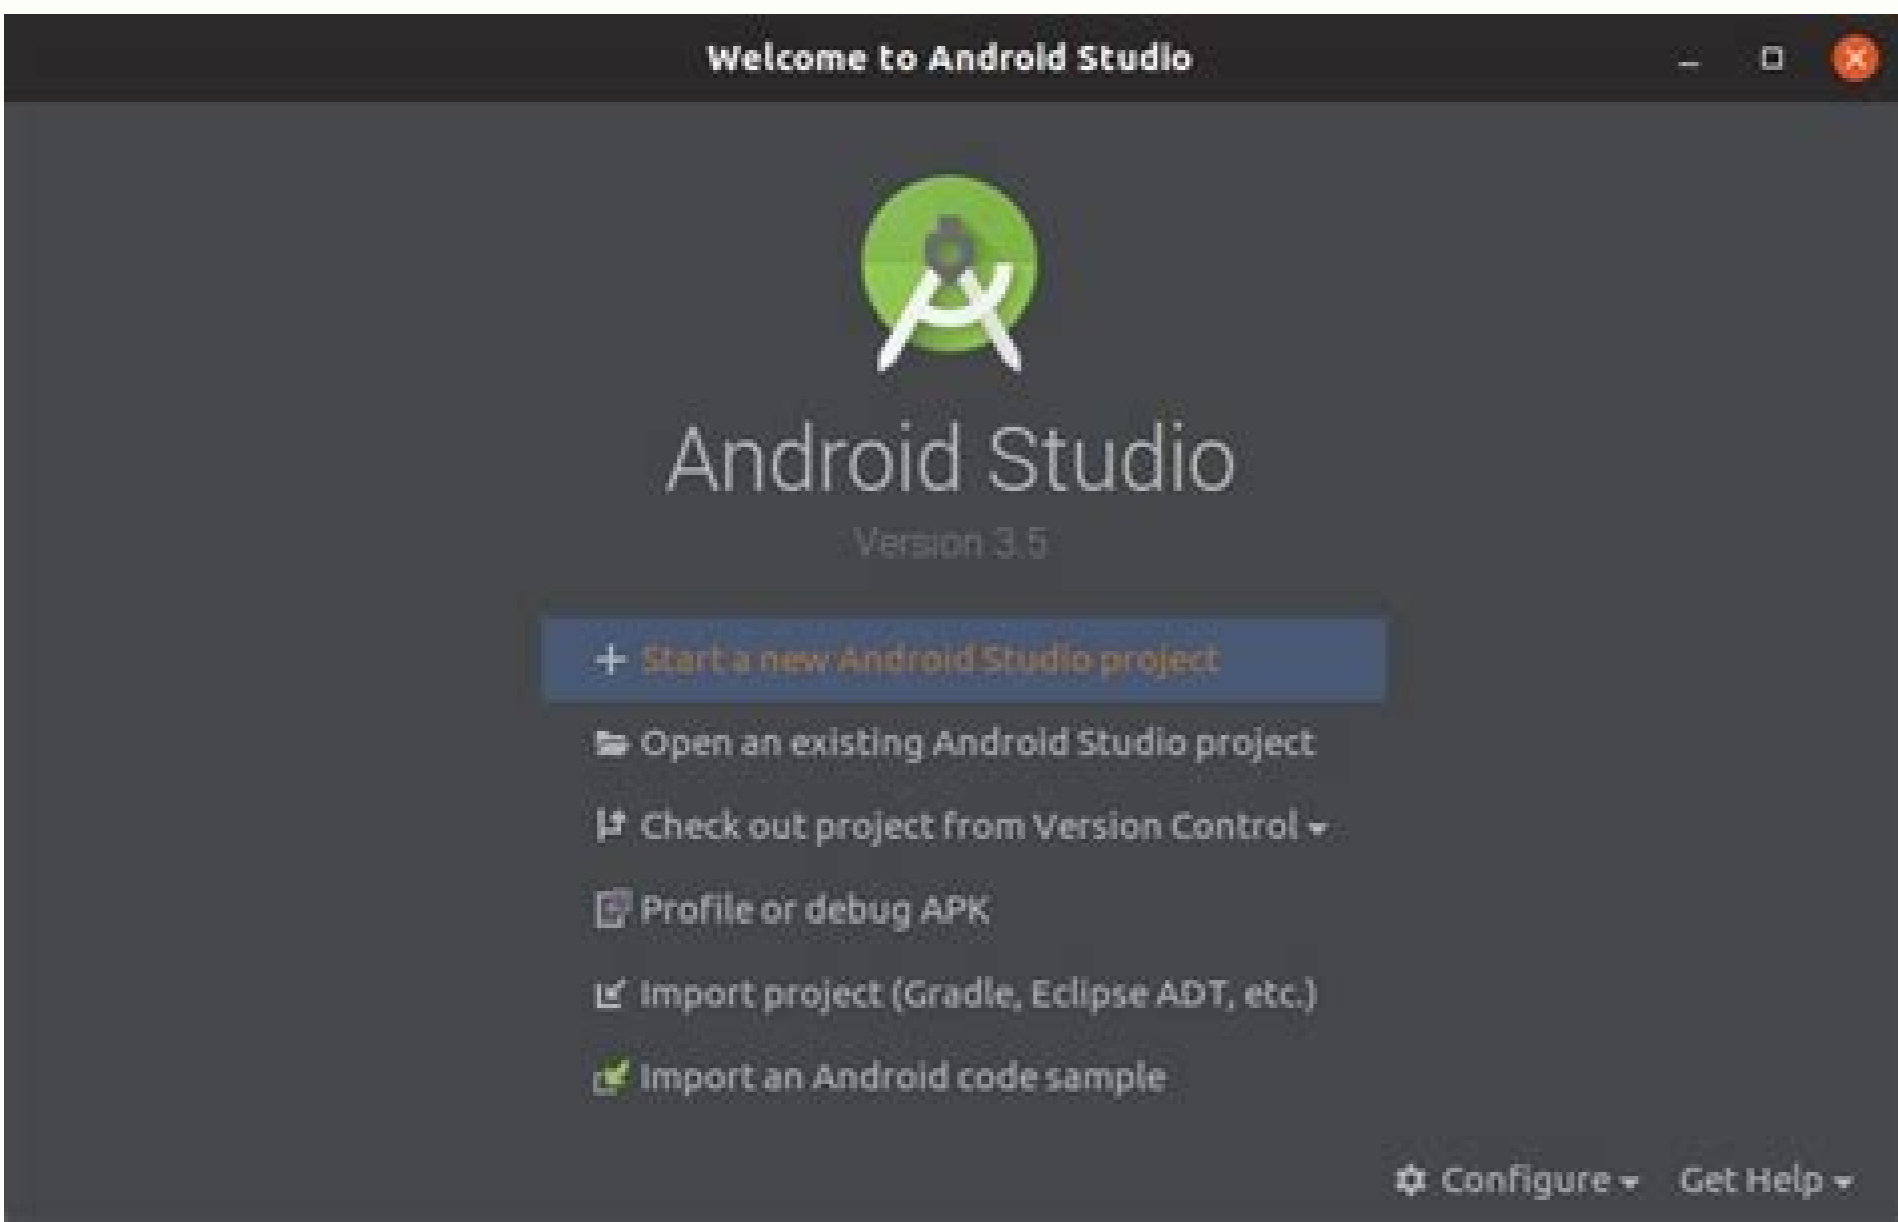 Welcome to Android Studio
Android Studio
Version 3.5
Start a new Android Studio project
Open an existing Android Studio project
Check out project from Version Control
Profile or debug APK
Import project (Gradle, Eclipse ADT, etc.)
Import an Android code sample
Configure Get Help